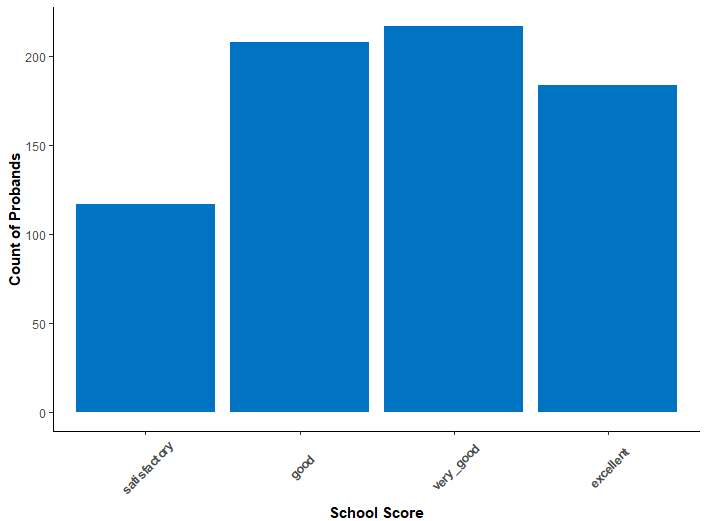 Count of Probands
200
150
100
50
0
satisfactory
good
very_good
excellent
School Score